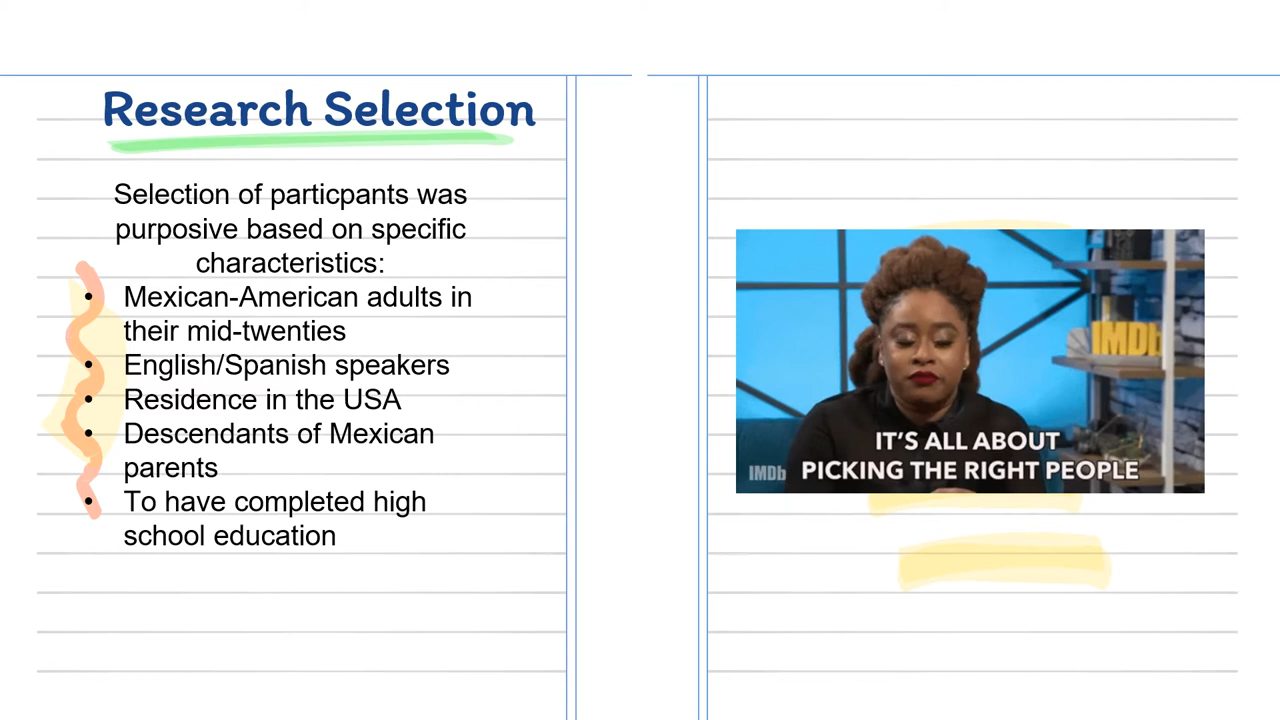 Research Selection
Selection of particpants was
purposive based on specific
characteristics:
• Mexican-American adults in
their mid-twenties
• English/Spanish speakers
• Residence in the USA
• Descendants of Mexican
parents
• To have completed high
school education
IMDb
IT'S ALL ABOUT
PICKING THE RIGHT PEOPLE
IMDb